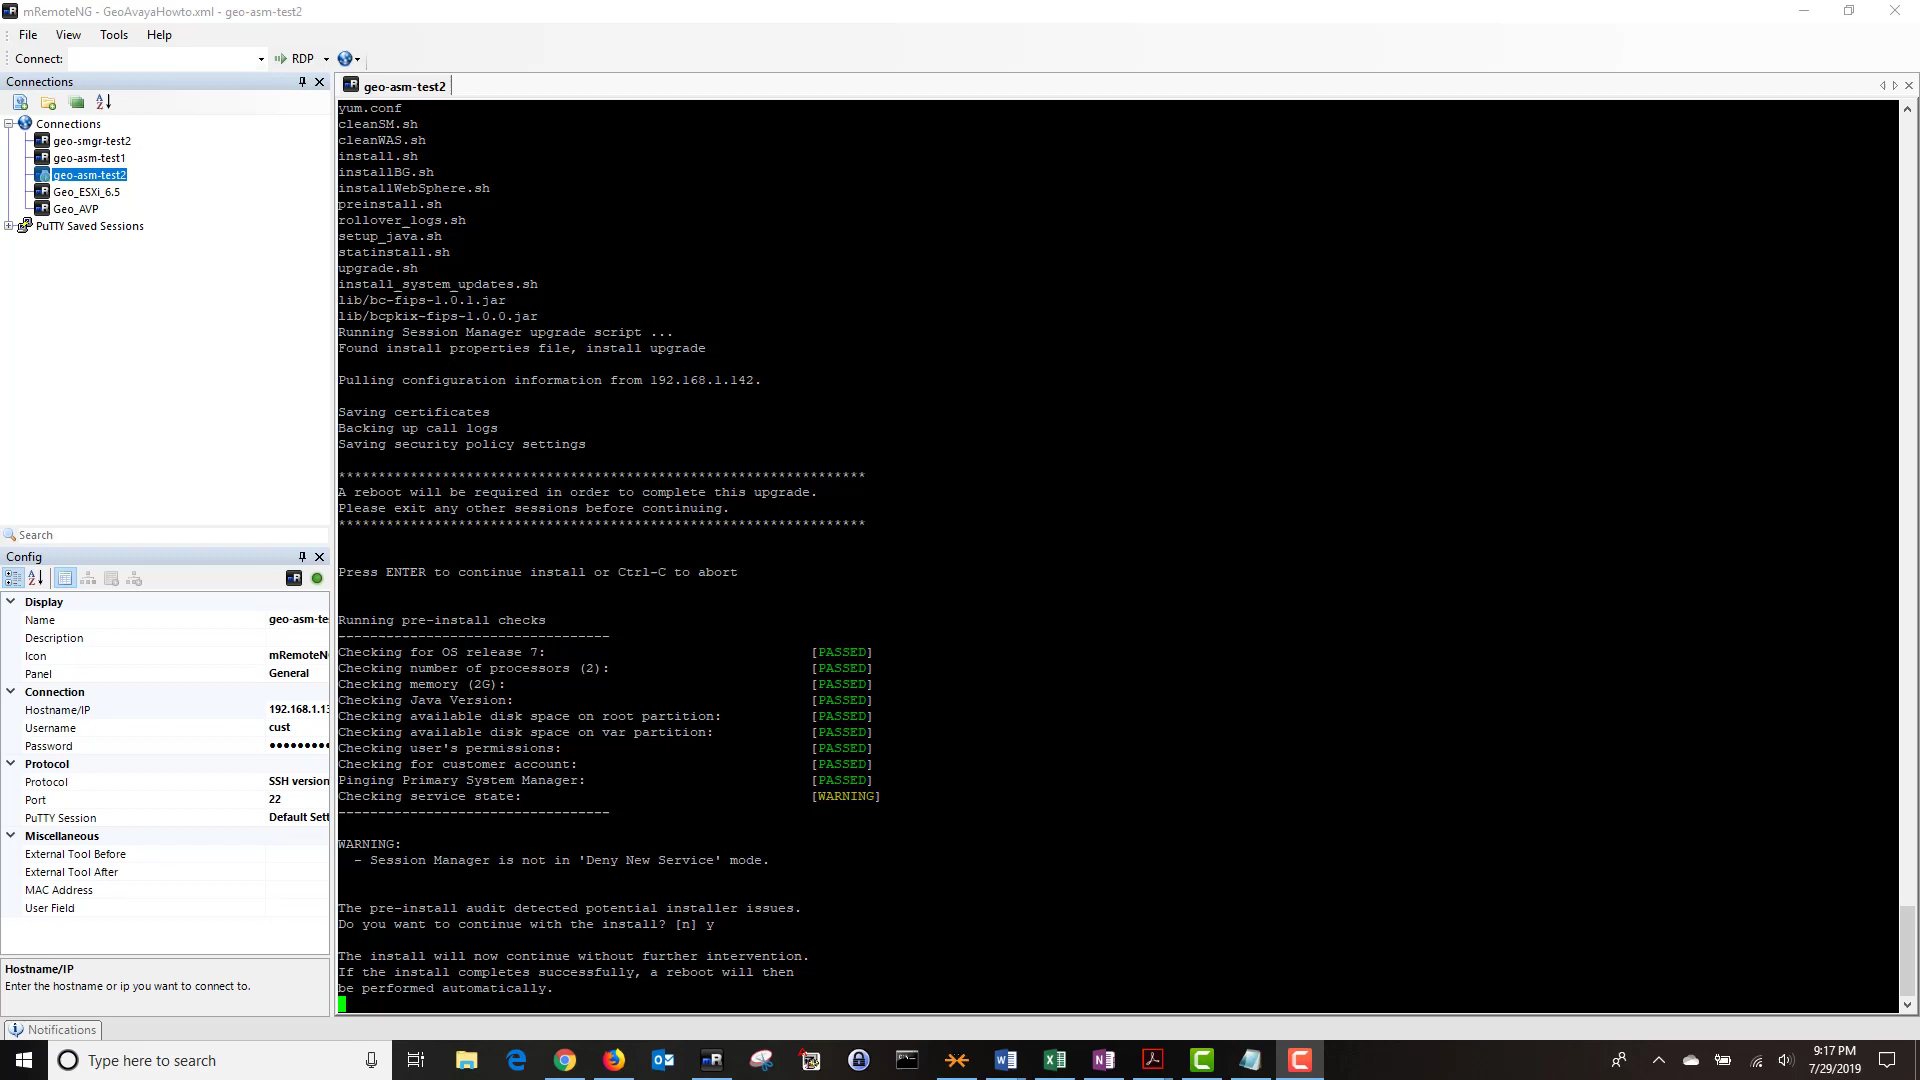 mRemoteNG - GeoAvayaHowto.xml - geo-asm-test2
File View Tools Help
Connect: RDP
Connections
Connections
geo-smgr-test2
geo-asm-test1
geo-asm-test2
Geo_ESXi_6.5
Geo_AVP
PuTTY Saved Sessions
Search
Config
Display
Name geo-asm-te
Description
Icon mRemoteN
Panel General
Connection
Hostname/IP 192.168.1.13
Username cust
Password ●●●●●●●●●
Protocol
Protocol SSH version
Port 22
PuTTY Session Default Sett
Miscellaneous
External Tool Before
External Tool After
MAC Address
User Field
Hostname/IP
Enter the hostname or ip you want to connect to.
Notifications
geo-asm-test2
yum.conf
cleanSM.sh
cleanWAS.sh
install.sh
installBG.sh
installWebSphere.sh
preinstall.sh
rollover_logs.sh
setup_java.sh
statinstall.sh
upgrade.sh
install_system_updates.sh
lib/bc-fips-1.0.1.jar
lib/bcpkix-fips-1.0.0.jar
Running Session Manager upgrade script ...
Found install properties file, install upgrade
Pulling configuration information from 192.168.1.142.
Saving certificates
Backing up call logs
Saving security policy settings
******************************************************************
A reboot will be required in order to complete this upgrade.
Please exit any other sessions before continuing.
******************************************************************
Press ENTER to continue install or Ctrl-C to abort
Running pre-install checks
----------------------------------
Checking for OS release 7: [PASSED]
Checking number of processors (2): [PASSED]
Checking memory (2G): [PASSED]
Checking Java Version: [PASSED]
Checking available disk space on root partition: [PASSED]
Checking available disk space on var partition: [PASSED]
Checking user's permissions: [PASSED]
Checking for customer account: [PASSED]
Pinging Primary System Manager: [PASSED]
Checking service state: [WARNING]
----------------------------------
WARNING:
- Session Manager is not in 'Deny New Service' mode.
The pre-install audit detected potential installer issues.
Do you want to continue with the install? [n] y
The install will now continue without further intervention.
If the install completes successfully, a reboot will then
be performed automatically.
Type here to search
9:17 PM
7/29/2019